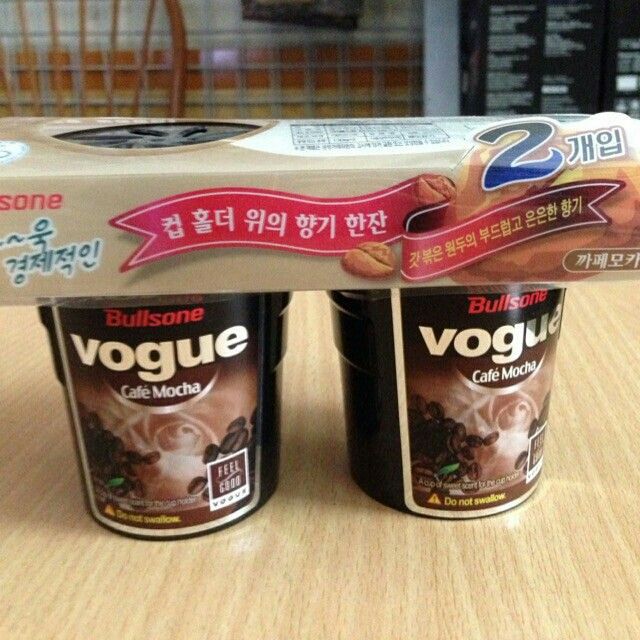 sone
~욱
경제적인
컵 홀더 위의 향기 한잔
2개입
갓 볶은 원두의 부드럽고 은은한 향기
까페모카
Bullsone
vogue
Café Mocha
FEEL
GOOD
VOGUE
Do not swallow.
Bullsone
vogue
Café Mocha
A cup of sweet scent for the cup holder
Do not swallow.